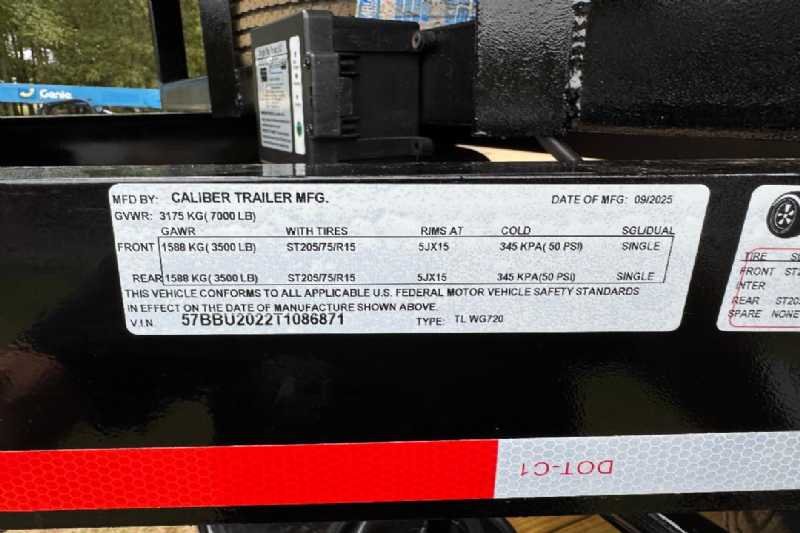 Genie
MFD BY: CALIBER TRAILER MFG. DATE OF MFG: 09/2025
GVWR: 3175 KG( 7000 LB)
GAWR WITH TIRES RIMS AT COLD SGL/DUAL
FRONT 1588 KG( 3500 LB) ST205/75/R15 5JX15 345 KPA( 50 PSI) SINGLE
REAR 1588 KG( 3500 LB) ST205/75/R15 5JX15 345 KPA(50 PSI) SINGLE
THIS VEHICLE CONFORMS TO ALL APPLICABLE U.S. FEDERAL MOTOR VEHICLE SAFETY STANDARDS
IN EFFECT ON THE DATE OF MANUFACTURE SHOWN ABOVE.
V.I.N. 57BBU2022T1086871 TYPE: TL WG720
TIRE
FRONT
INTER
REAR ST20
SPARE NONE
DOT-C1